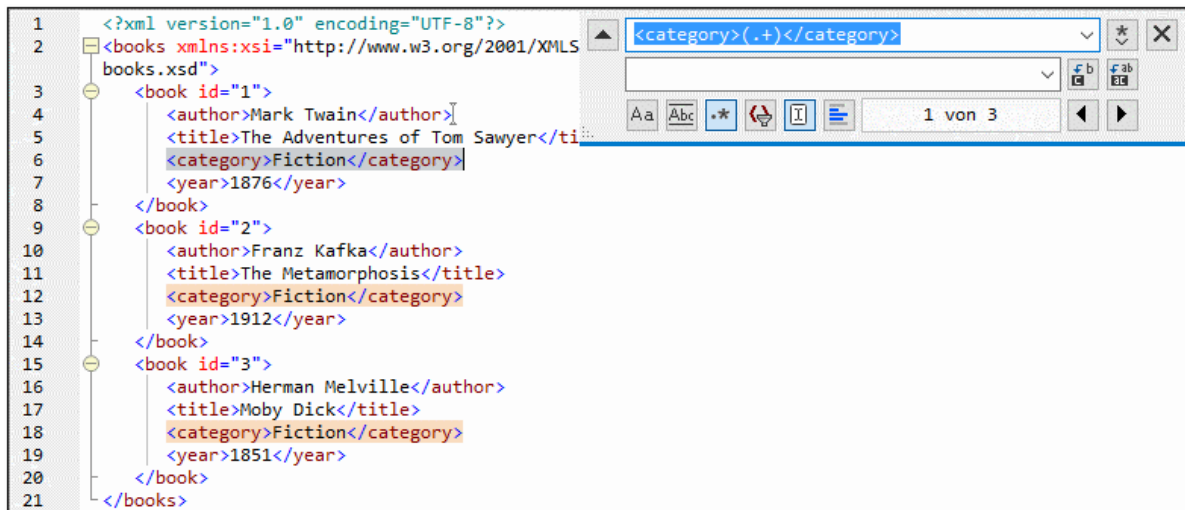 1 <?xml version="1.0" encoding="UTF-8"?>
2 <books xmlns:xsi="http://www.w3.org/2001/XMLS
books.xsd">
3 <book id="1">
4 <author>Mark Twain</author>
5 <title>The Adventures of Tom Sawyer</ti
6 <category>Fiction</category>
7 <year>1876</year>
8 </book>
9 <book id="2">
10 <author>Franz Kafka</author>
11 <title>The Metamorphosis</title>
12 <category>Fiction</category>
13 <year>1912</year>
14 </book>
15 <book id="3">
16 <author>Herman Melville</author>
17 <title>Moby Dick</title>
18 <category>Fiction</category>
19 <year>1851</year>
20 </book>
21 </books>
<category>(.+)</category>
Aa Abc .* 1 von 3